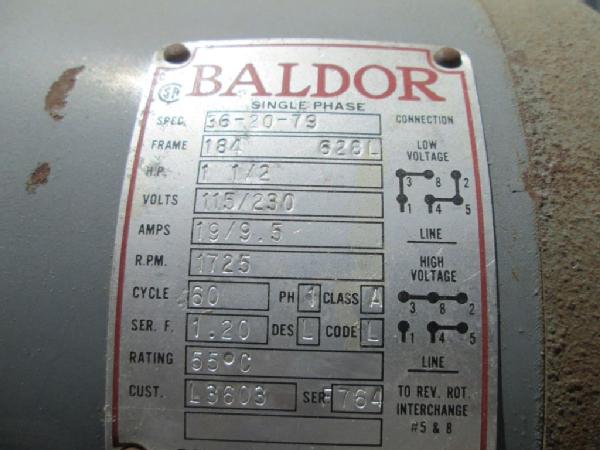 BALDOR
SINGLE PHASE
SPEC. 36-20-79 CONNECTION
FRAME 184 628L LOW VOLTAGE
H.P. 1 1/2 3 8 2
VOLTS 115/230 1 4 5
AMPS 19/9.5 LINE
R.P.M. 1725 HIGH VOLTAGE
CYCLE 60 PH 1 CLASS A 3 8 2
SER. F. 1.20 DES L CODE L 1 4 5
RATING 55°C LINE
CUST. L3603 SER F764 TO REV. ROT.
INTERCHANGE
#5 & 8